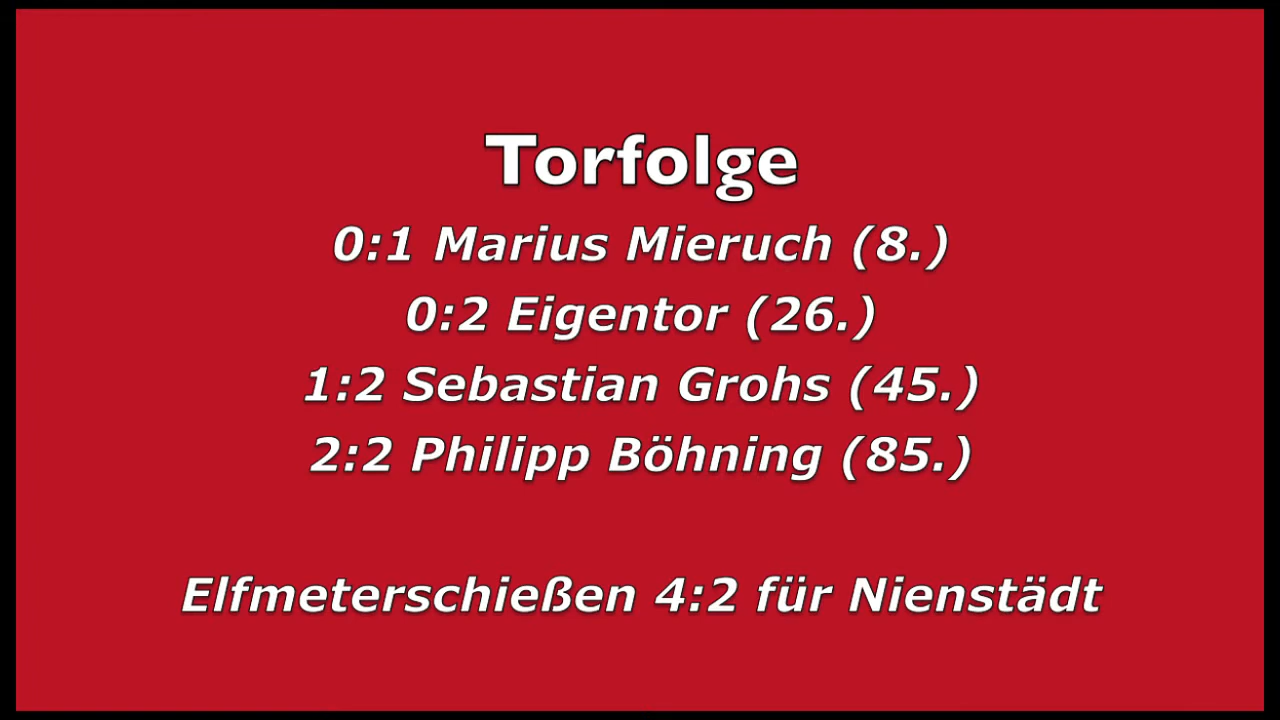 Torfolge
0:1 Marius Mieruch (8.)
0:2 Eigentor (26.)
1:2 Sebastian Grohs (45.)
2:2 Philipp Böhning (85.)
Elfmeterschießen 4:2 für Nienstädt